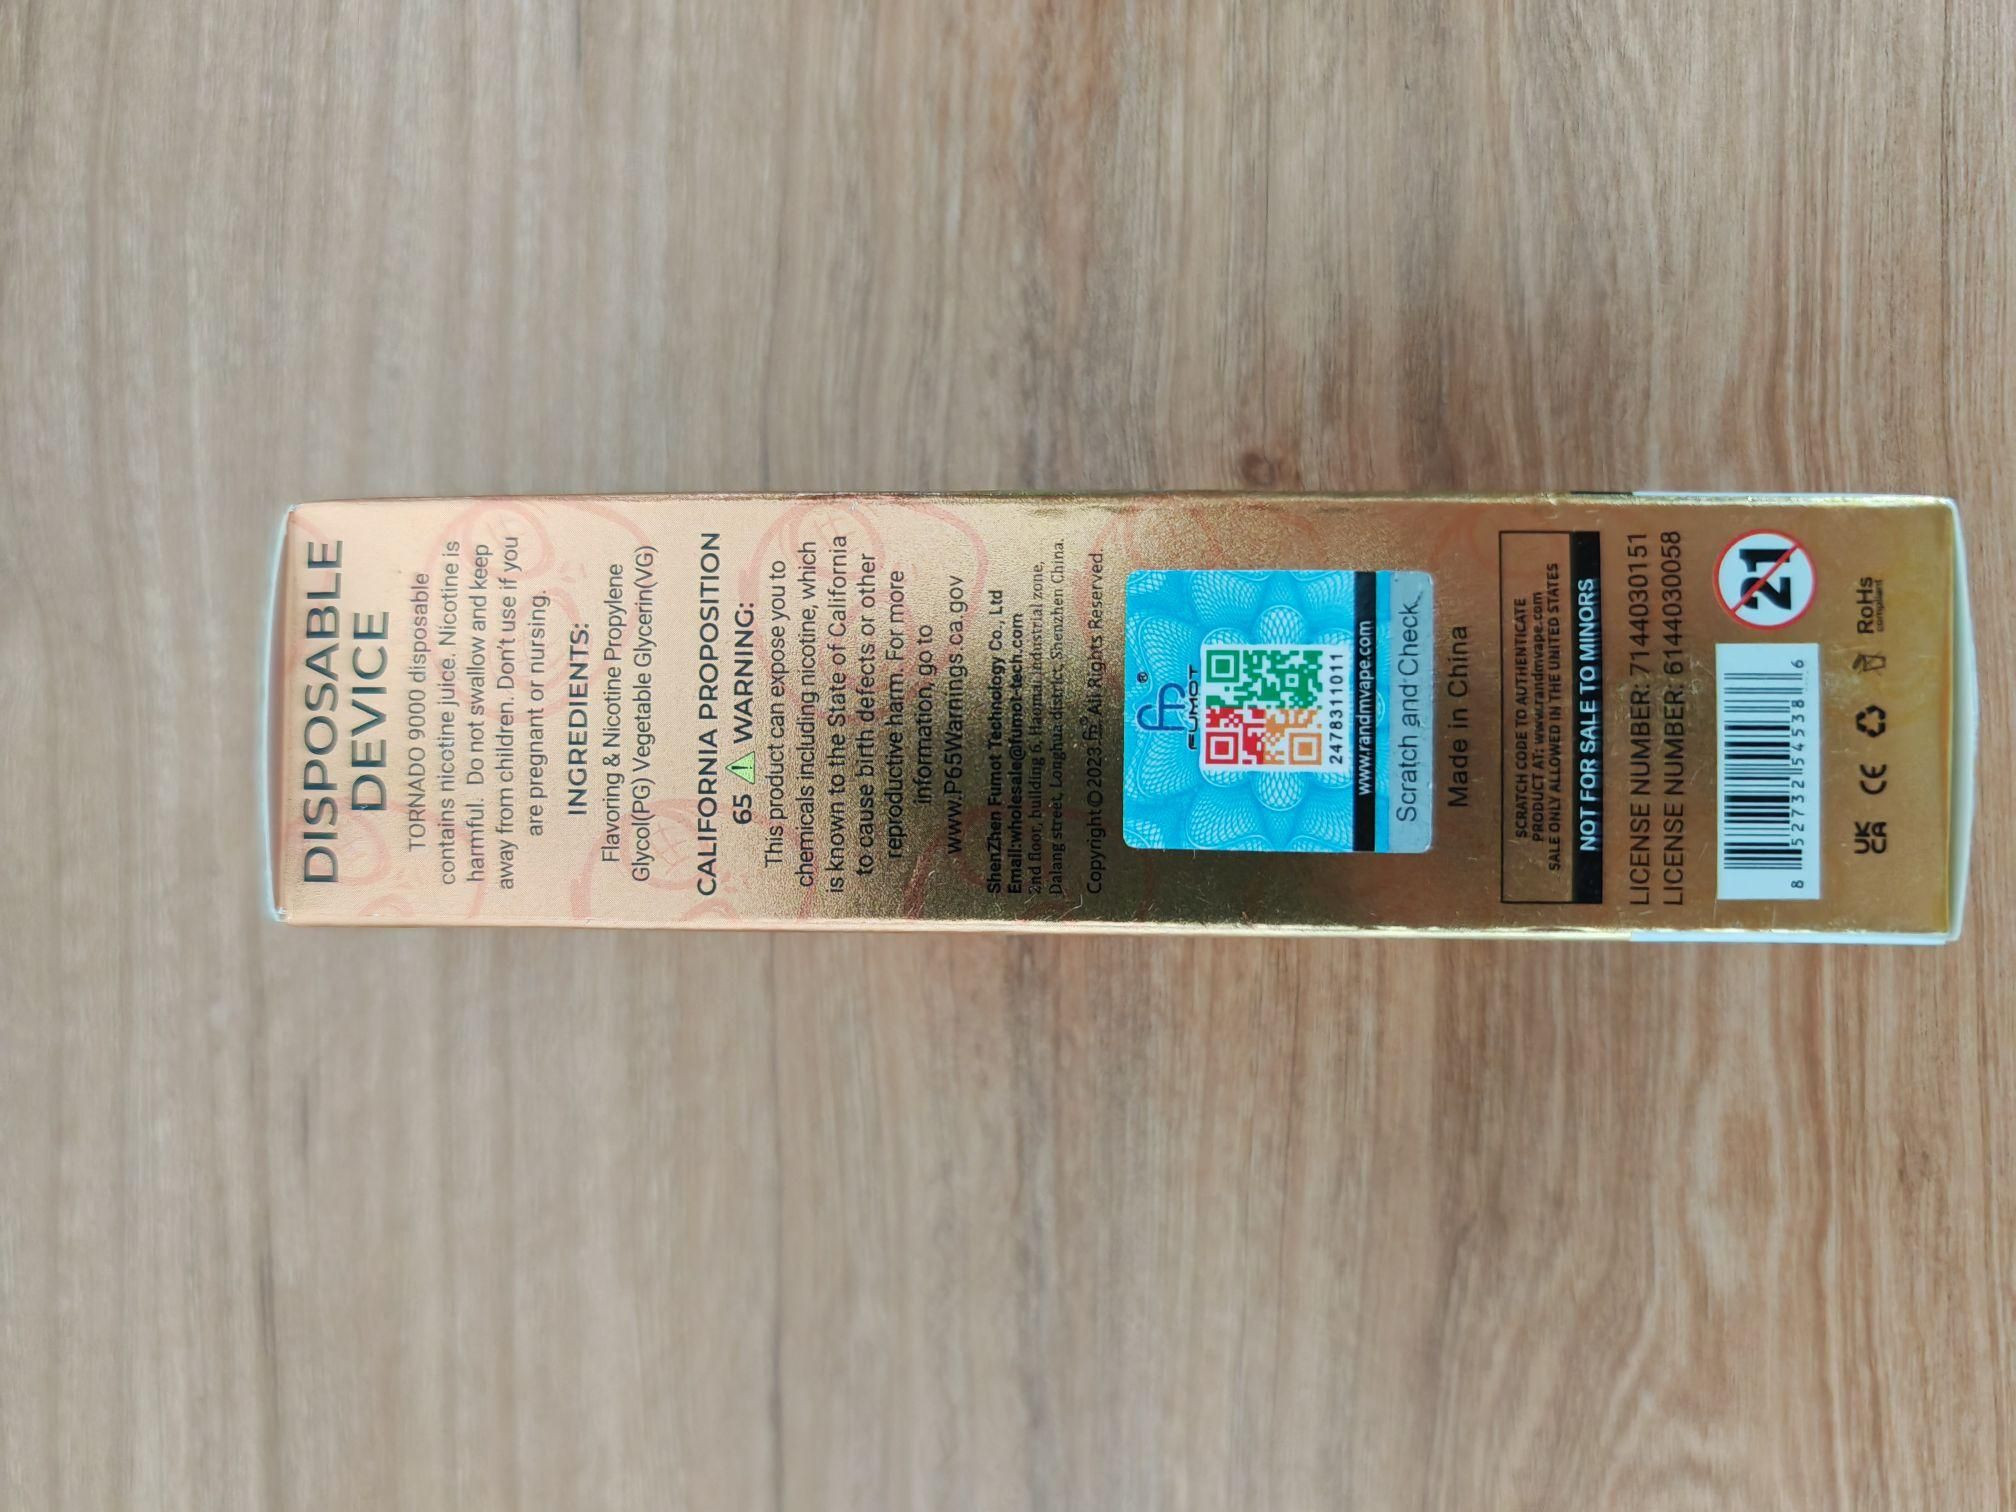 DISPOSABLE
DEVICE
TORNADO 9000 disposable
contains nicotine juice. Nicotine is
harmful. Do not swallow and keep
away from children. Don't use if you
are pregnant or nursing.
INGREDIENTS:
Flavoring & Nicotine Propylene
Glycol(PG) Vegetable Glycerin(VG)
CALIFORNIA PROPOSITION
65 ⚠ WARNING:
This product can expose you to
chemicals including nicotine, which
is known to the State of California
to cause birth defects or other
reproductive harm. For more
information, go to
www.P65Warnings.ca.gov
ShenZhen Fumot Technology Co., Ltd
Email:wholesale@fumot-tech.com
2nd floor, building 6, Haomai industrial zone,
Dalang street, Longhua district, Shenzhen China.
Copyright©2023 All Rights Reserved.
®
FUMOT
2478311011
www.randmvape.com
Scratch and Check
Made in China
SCRATCH CODE TO AUTHENTICATE
PRODUCT AT: www.randmvape.com
SALE ONLY ALLOWED IN THE UNITED STATES
NOT FOR SALE TO MINORS
LICENSE NUMBER: 7144030151
LICENSE NUMBER: 6144030058
8 527321 545381 6
21
UK
CA
CE
RoHS
compliant